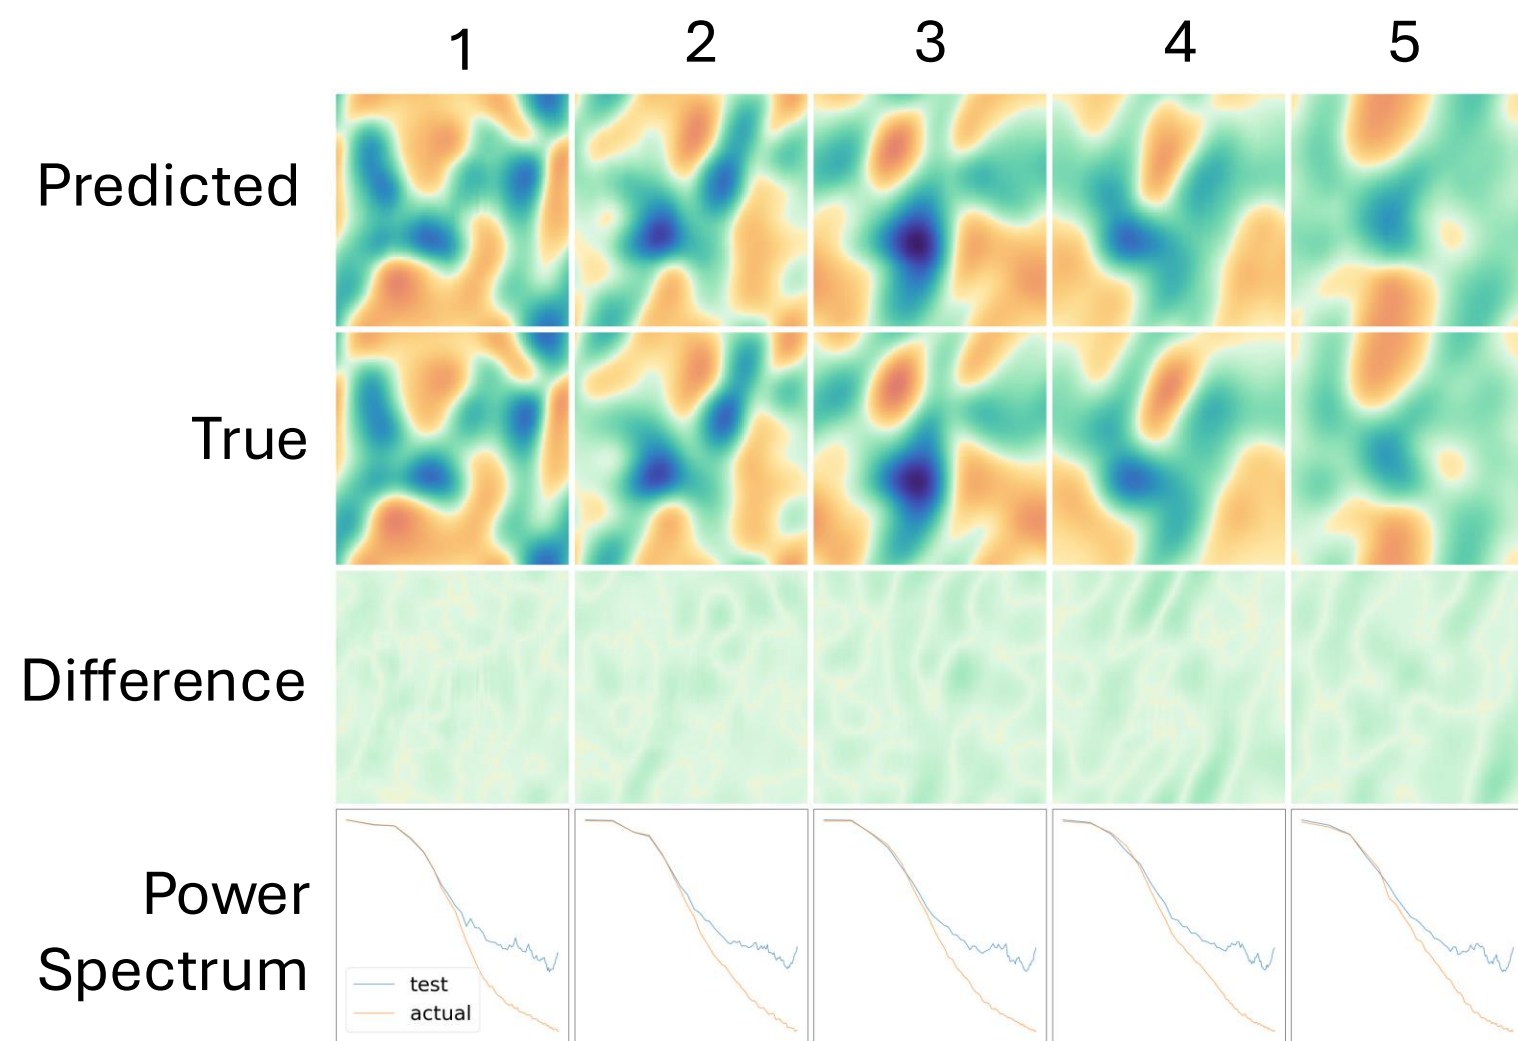 1 2 3 4 5
Predicted
True
Difference
Power
Spectrum
test
actual